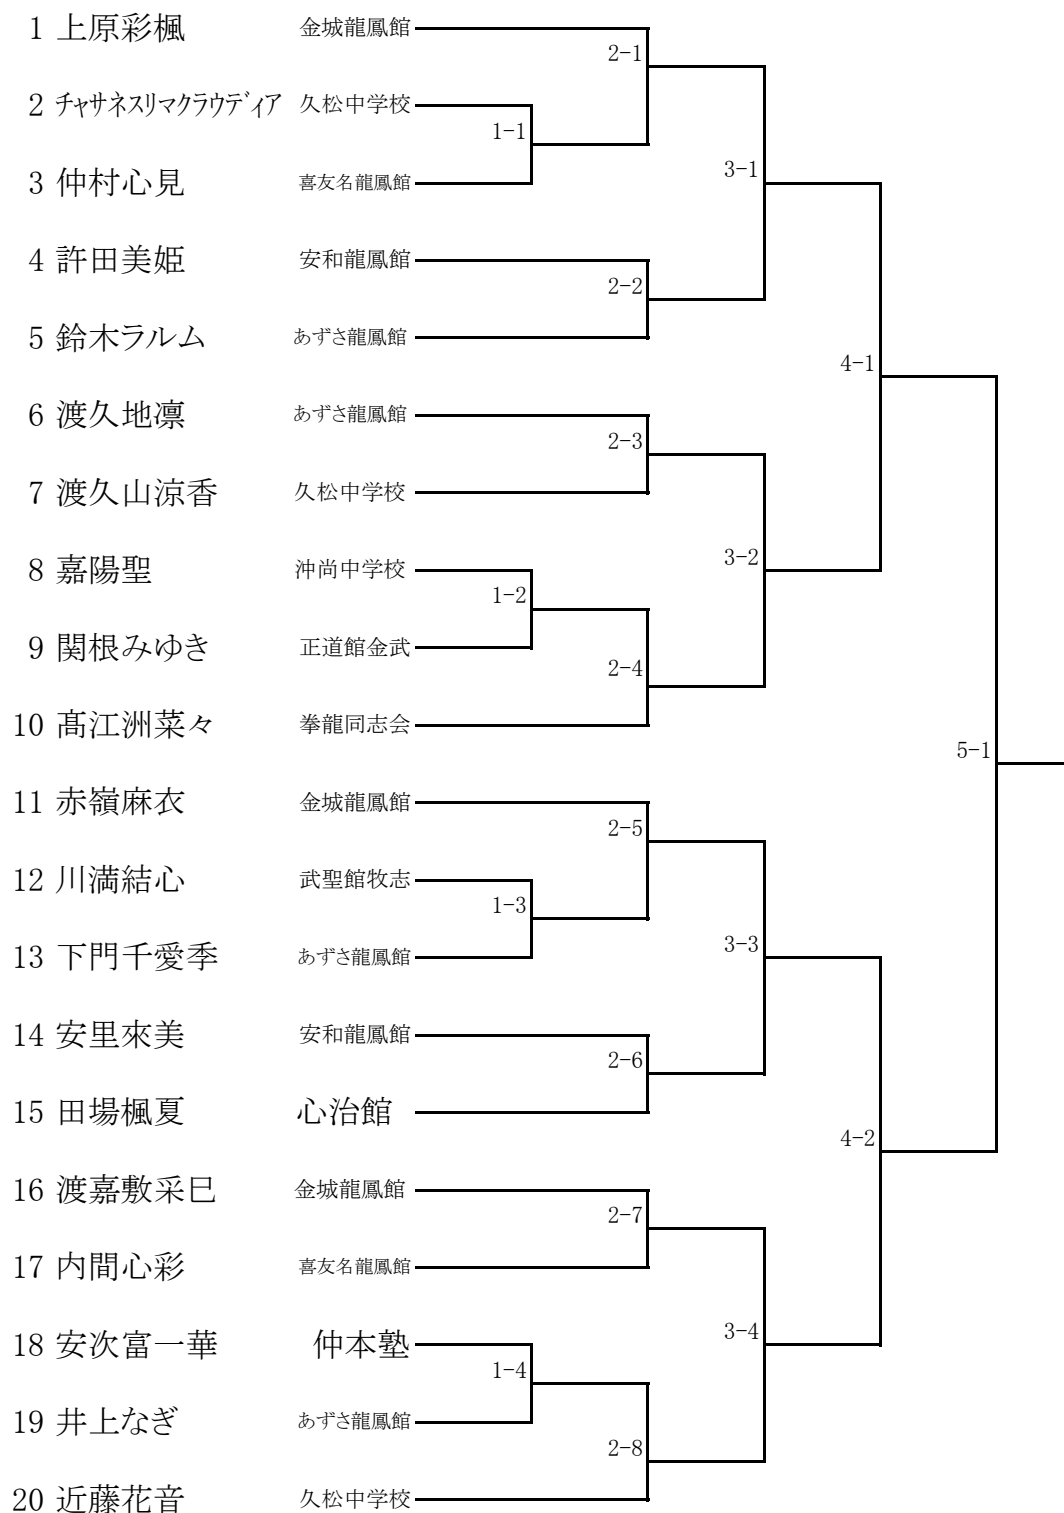 1 上原彩楓 金城龍鳳館
2-1
2 チャサネスリマクラウディア 久松中学校
1-1
3 仲村心見 喜友名龍鳳館
3-1
4 許田美姫 安和龍鳳館
2-2
5 鈴木ラルム あずさ龍鳳館
4-1
6 渡久地凛 あずさ龍鳳館
2-3
7 渡久山涼香 久松中学校
3-2
8 嘉陽聖 沖尚中学校
1-2
9 関根みゆき 正道館金武
2-4
10 髙江洲菜々 拳龍同志会
5-1
11 赤嶺麻衣 金城龍鳳館
2-5
12 川満結心 武聖館牧志
1-3
13 下門千愛季 あずさ龍鳳館
3-3
14 安里來美 安和龍鳳館
2-6
15 田場楓夏 心治館
4-2
16 渡嘉敷采巳 金城龍鳳館
2-7
17 内間心彩 喜友名龍鳳館
3-4
18 安次富一華 仲本塾
1-4
19 井上なぎ あずさ龍鳳館
2-8
20 近藤花音 久松中学校